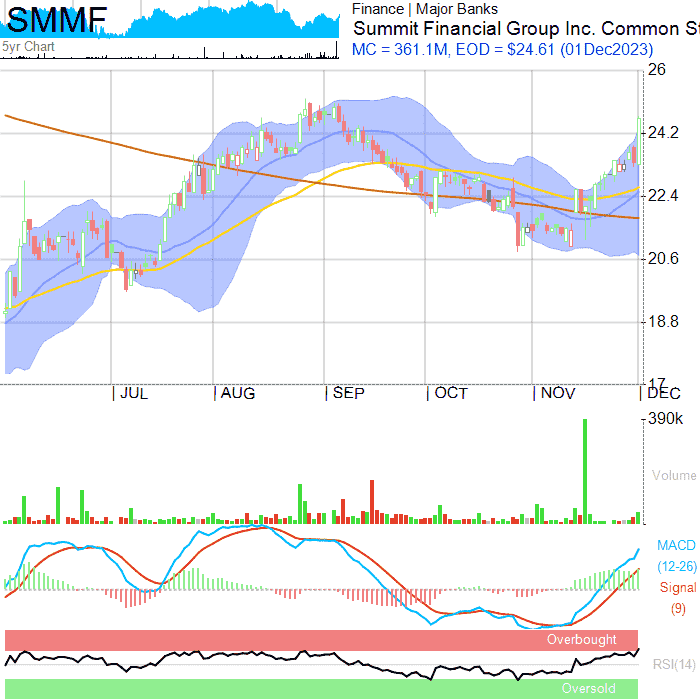 SMMF
Finance | Major Banks
Summit Financial Group Inc. Common St
5yr Chart
MC = 361.1M, EOD = $24.61 (01Dec2023)
26
24.2
22.4
20.6
18.8
17
JUL
AUG
SEP
OCT
NOV
DEC
390k
Volume
MACD
(12-26)
Signal
(9)
Overbought
RSI(14)
Oversold